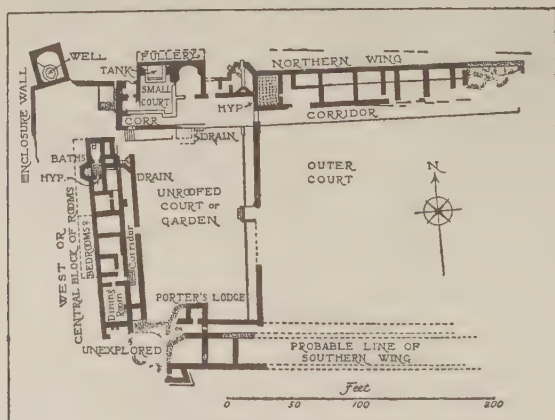 FULLERY
WELL
TANK
NORTHERN WING
SMALL
COURT
HYP.
CORR
DRAIN
CORRIDOR
ENCLOSURE WALL
BATHS
HYP.
DRAIN
UNROOFED COURT or
GARDEN
OUTER
COURT
N
WEST OR
CENTRAL BLOCK OF ROOMS
BEDROOMS
Corridor
Dining
Room
PORTER'S LODGE
UNEXPLORED
PROBABLE LINE OF
SOUTHERN WING
Feet
0 50 100 200